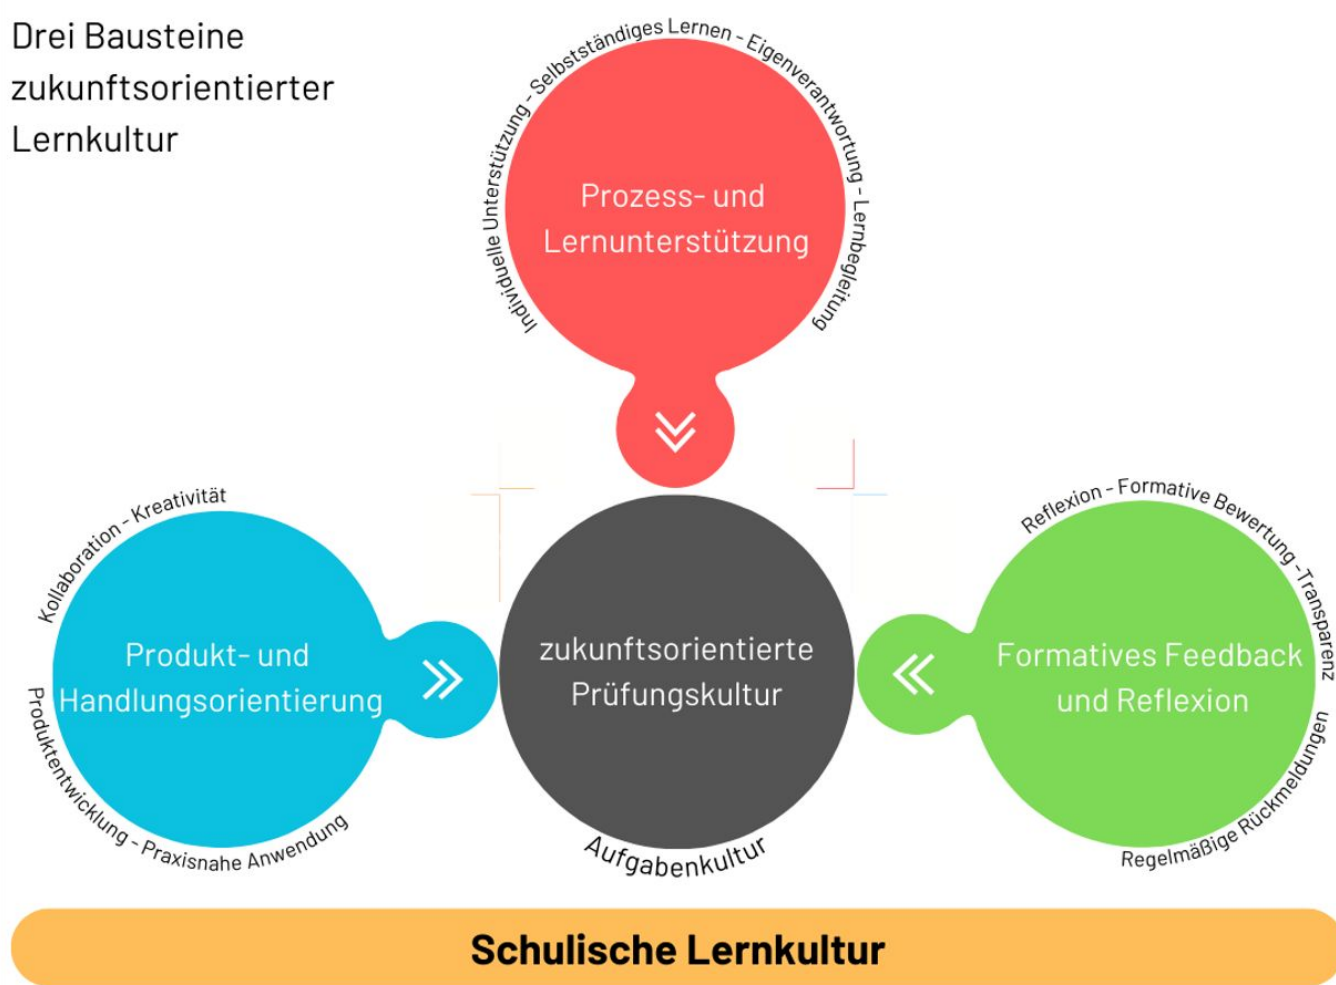 Drei Bausteine
zukunftsorientierter
Lernkultur
Individuelle Unterstützung - Selbstständiges Lernen - Eigenverantwortung - Lernbegleitung
Prozess- und
Lernunterstützung
Kollaboration - Kreativität
Produkt- und
Handlungsorientierung
Produktentwicklung - Praxisnahe Anwendung
zukunftsorientierte
Prüfungskultur
Aufgabenkultur
Reflexion - Formative Bewertung -Transparenz
Formatives Feedback
und Reflexion
Regelmäßige Rückmeldungen
Schulische Lernkultur